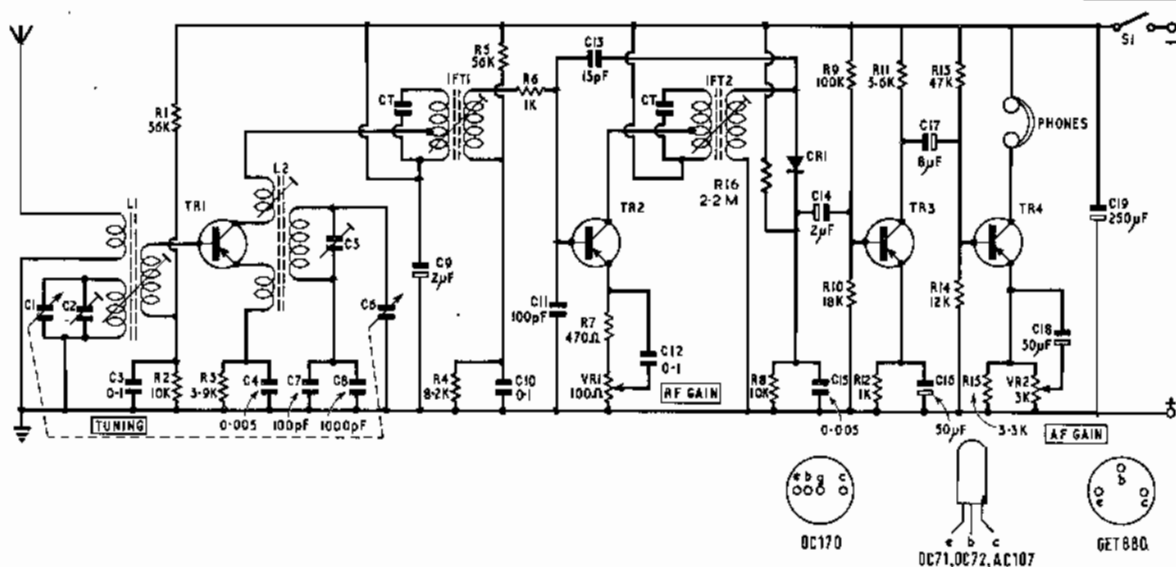 S1
R1
56K
R5
56K
IFT1
CT
R6
1K
C13
15pF
IFT2
CT
R9
100K
R11
5.6K
R13
47K
PHONES
C17
8µF
CR1
R16
2.2 M
C14
2µF
C19
250µF
L1
L2
TR1
TR2
TR3
TR4
C1
C2
C5
C6
C9
2µF
C11
100pF
R7
470Ω
C12
0.1
R10
18K
R14
12K
C18
50µF
C3
0.1
R2
10K
R3
3.9K
C4
C7
C8
R4
8.2K
C10
0.1
VR1
100Ω
RF GAIN
R8
10K
C15
R12
1K
C16
R15
VR2
3K
TUNING
0.005
100pF
1000pF
0.005
50µF
3.3K
AF GAIN
e b g c
OC170
e b c
OC71, OC72, AC107
b
e c